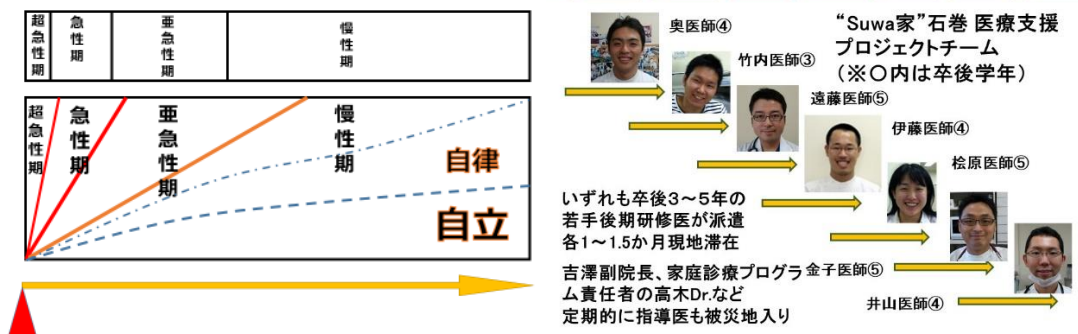 超急性期
急性期
亜急性期
慢性期
超急性期
急性期
亜急性期
慢性期
自律
自立
奥医師④
“Suwa家”石巻 医療支援
プロジェクトチーム
（※〇内は卒後学年）
竹内医師③
遠藤医師⑤
伊藤医師④
桧原医師⑤
いずれも卒後３～５年の
若手後期研修医が派遣
各1～1.5か月現地滞在
金子医師⑤
吉澤副院長、家庭診療プログラ
ム責任者の高木Dr.など
定期的に指導医も被災地入り
井山医師④